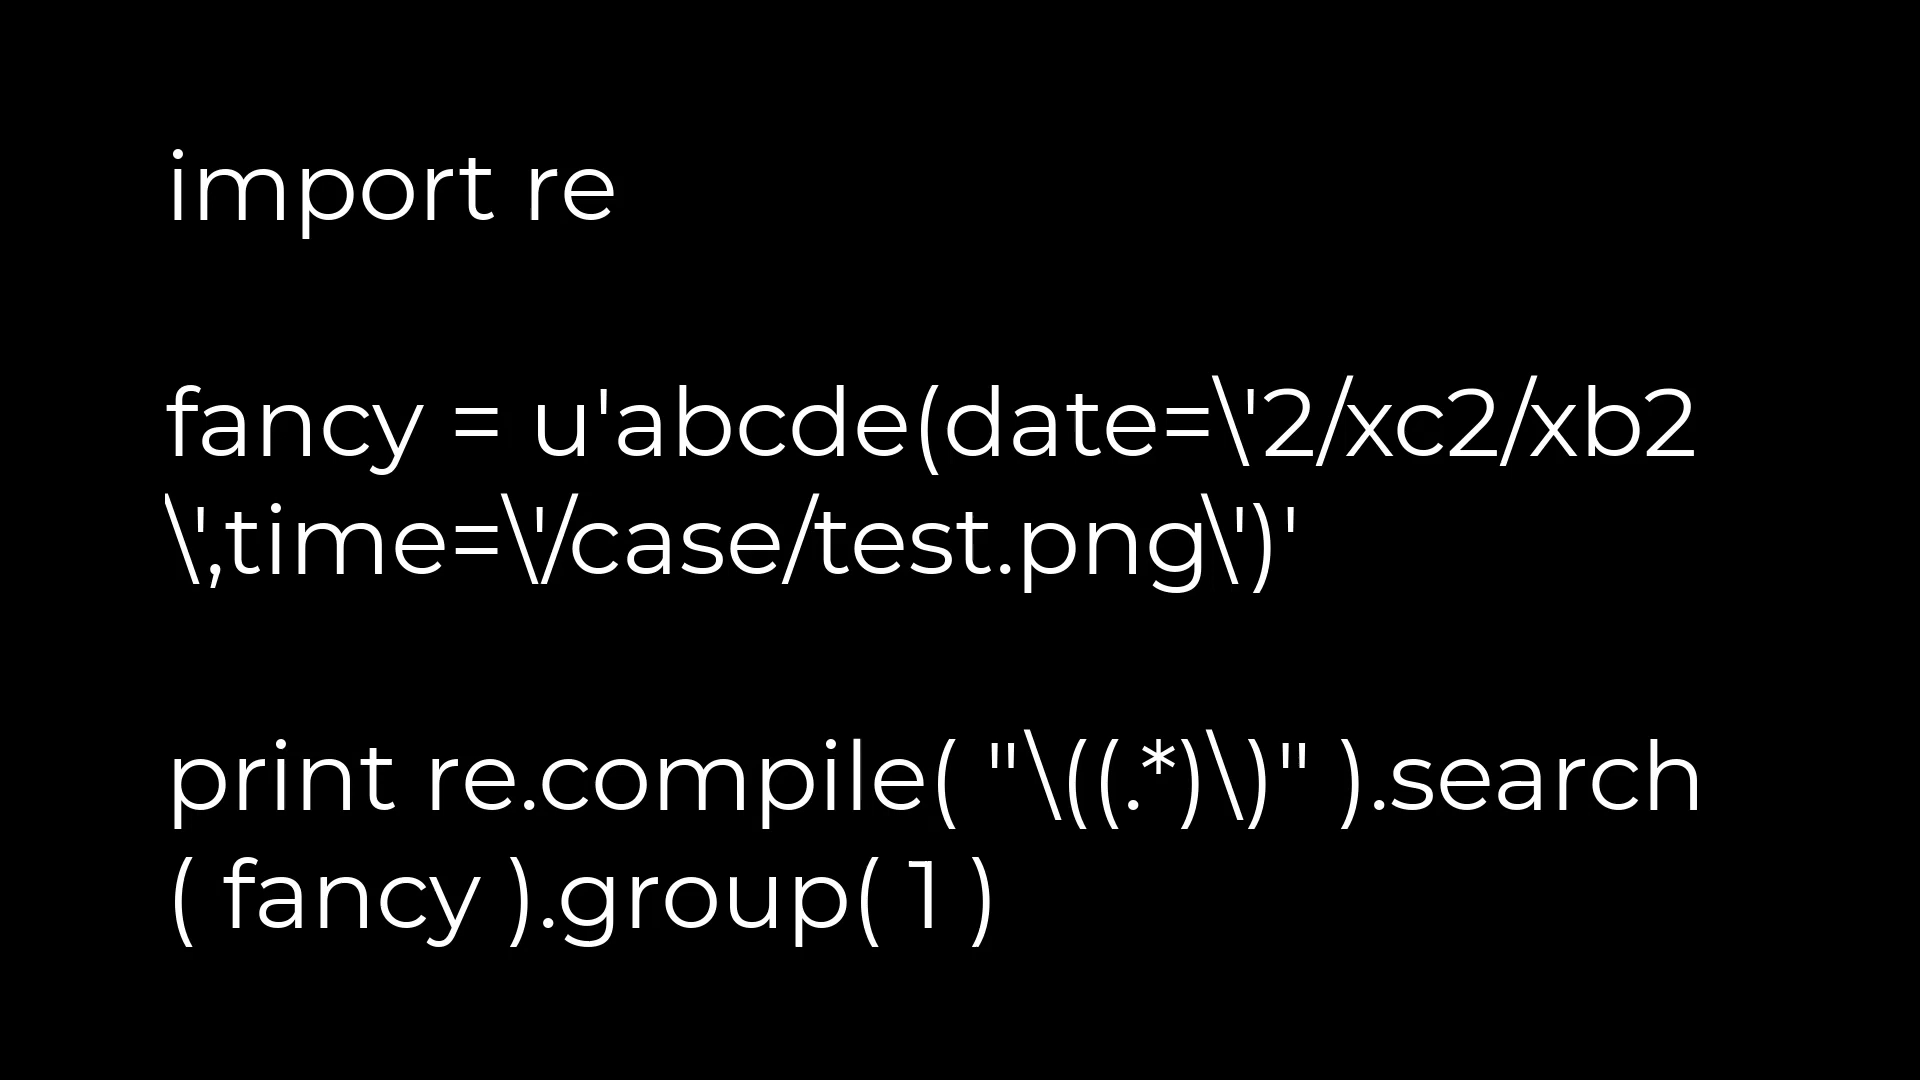 import re
fancy = u'abcde(date=\'2/xc2/xb2
\',time=\'/case/test.png\')'
print re.compile( "\((.*)\)" ).search
( fancy ).group( 1 )